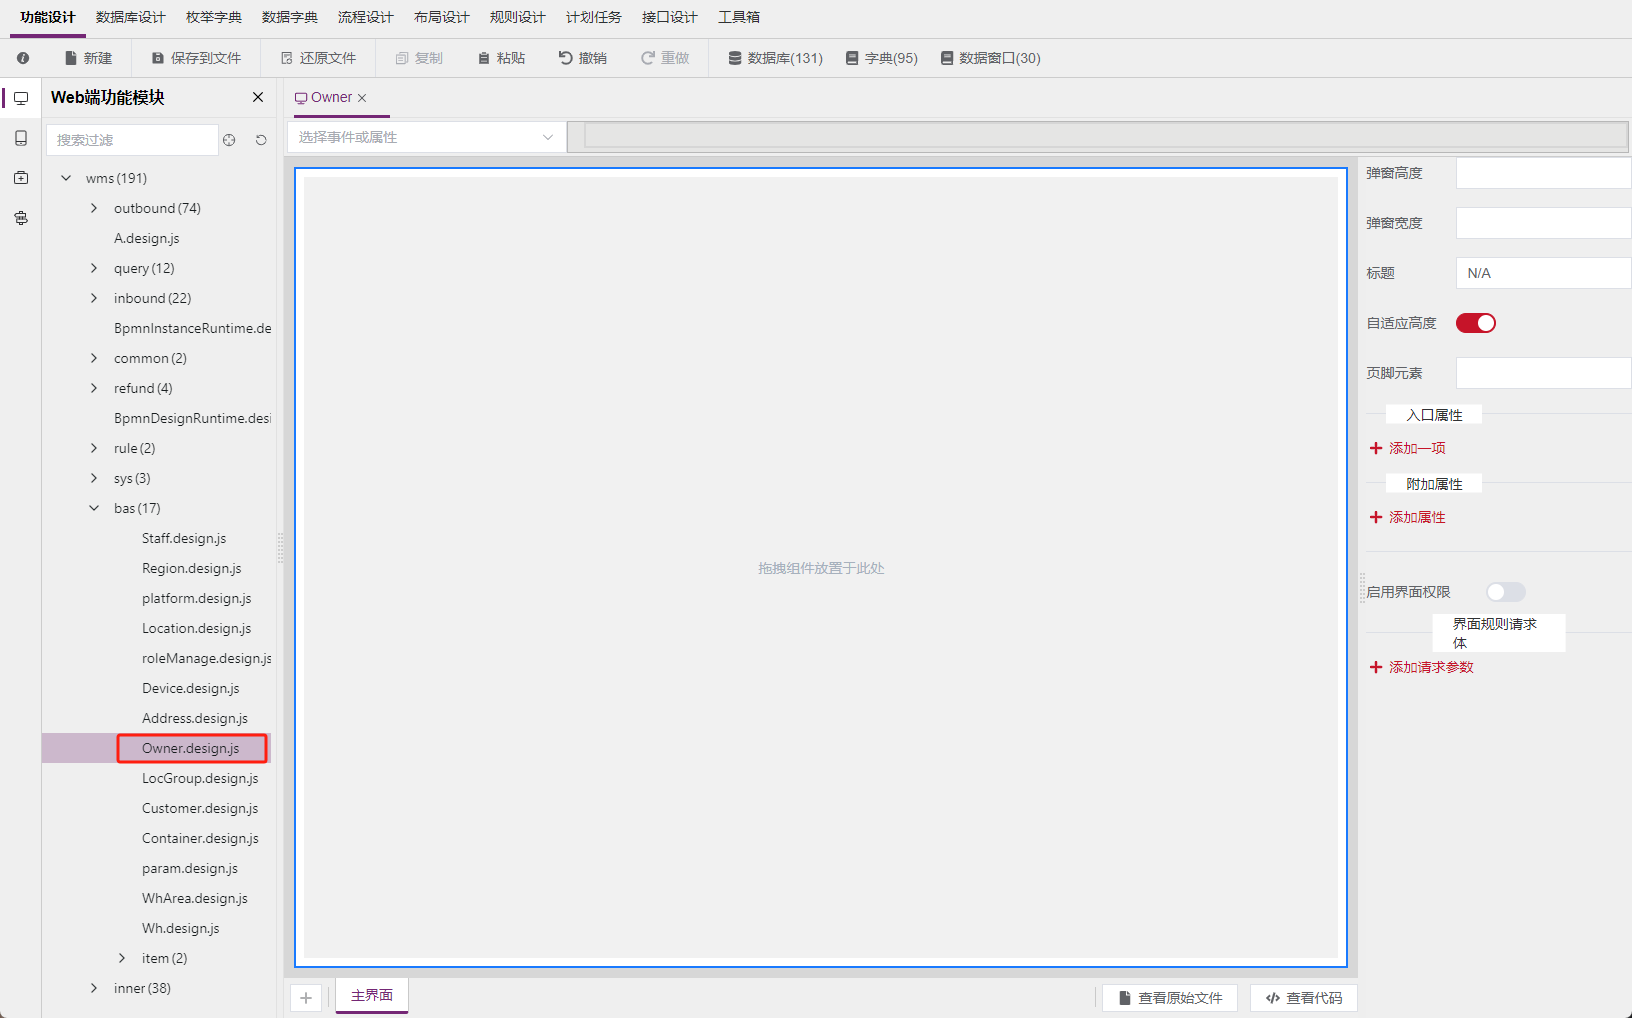 功能设计 数据库设计 枚举字典 数据字典 流程设计 布局设计 规则设计 计划任务 接口设计 工具箱
新建 保存到文件 还原文件 复制 粘贴 撤销 重做 数据库(131) 字典(95) 数据窗口(30)
Web端功能模块
搜索过滤
wms (191)
outbound (74)
A.design.js
query (12)
inbound (22)
BpmnInstanceRuntime.de
common (2)
refund (4)
BpmnDesignRuntime.desi
rule (2)
sys (3)
bas (17)
Staff.design.js
Region.design.js
platform.design.js
Location.design.js
roleManage.design.js
Device.design.js
Address.design.js
Owner.design.js
LocGroup.design.js
Customer.design.js
Container.design.js
param.design.js
WhArea.design.js
Wh.design.js
item (2)
inner (38)
Owner
选择事件或属性
拖拽组件放置于此处
主界面
查看原始文件 查看代码
弹窗高度
弹窗宽度
标题 N/A
自适应高度
页脚元素
入口属性
添加一项
附加属性
添加属性
启用界面权限
界面规则请求
体
添加请求参数